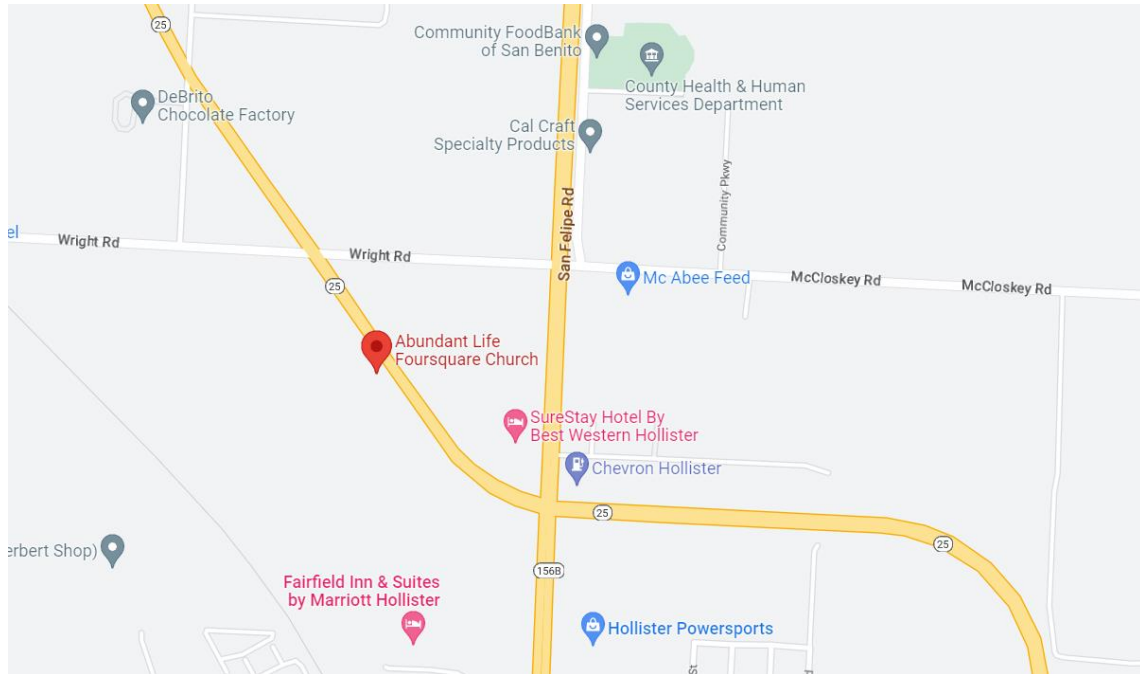 25
Community FoodBank
of San Benito
County Health & Human
Services Department
DeBrito
Chocolate Factory
Cal Craft
Specialty Products
Community Pkwy
San Felipe Rd
el
Wright Rd
Wright Rd
Mc Abee Feed
McCloskey Rd
McCloskey Rd
25
Abundant Life
Foursquare Church
SureStay Hotel By
Best Western Hollister
Chevron Hollister
25
25
erbert Shop)
156B
Fairfield Inn & Suites
by Marriott Hollister
Hollister Powersports
St